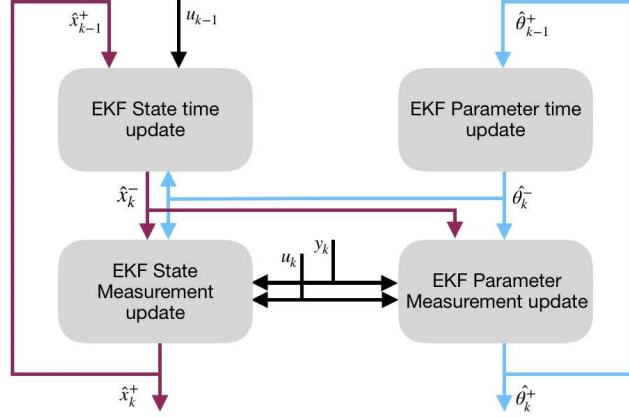 x̂⁺ₖ₋₁
uₖ₋₁
θ̂⁺ₖ₋₁
EKF State time
update
EKF Parameter time
update
x̂⁻ₖ
θ̂⁻ₖ
uₖ
yₖ
EKF State
Measurement
update
EKF Parameter
Measurement update
x̂⁺ₖ
θ̂⁺ₖ